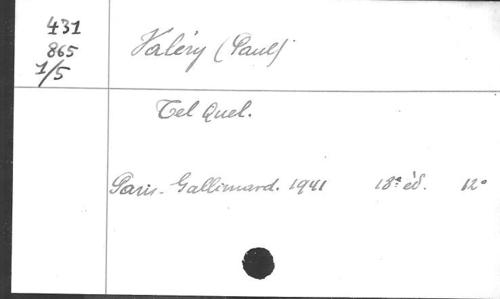 431
865
1/5
Valéry (Paul)
Tel Quel.
Paris. Gallimard. 1941 18e éd. 12°